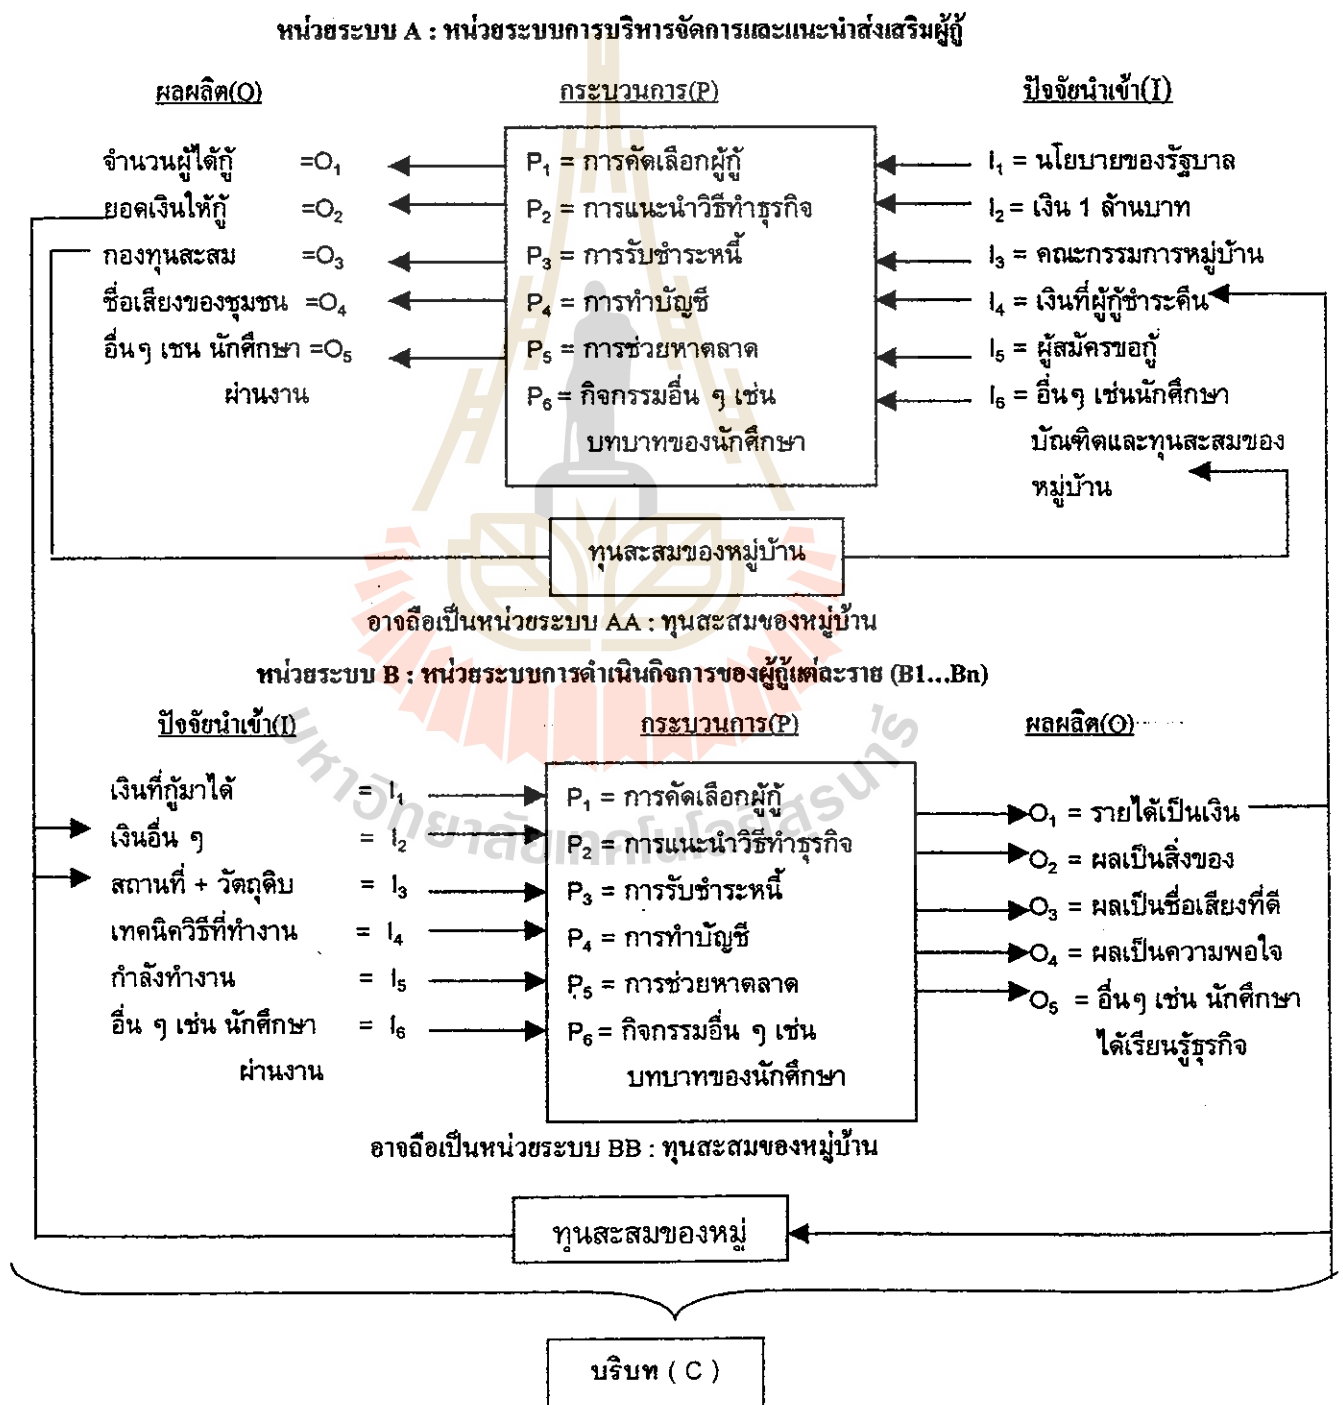 หน่วยระบบ A : หน่วยระบบการบริหารจัดการและแนะนำส่งเสริมผู้กู้
ผลผลิต(O) กระบวนการ(P) ปัจจัยนำเข้า(I)
จำนวนผู้ได้กู้ =O1 P1 = การคัดเลือกผู้กู้ I1 = นโยบายของรัฐบาล
ยอดเงินให้กู้ =O2 P2 = การแนะนำวิธีทำธุรกิจ I2 = เงิน 1 ล้านบาท
กองทุนสะสม =O3 P3 = การรับชำระหนี้ I3 = คณะกรรมการหมู่บ้าน
ชื่อเสียงของชุมชน =O4 P4 = การทำบัญชี I4 = เงินที่ผู้กู้ชำระคืน
อื่นๆ เชน นักศึกษา =O5 P5 = การช่วยหาตลาด I5 = ผู้สมัครขอกู้
ผ่านงาน P6 = กิจกรรมอื่น ๆ เช่น I6 = อื่นๆ เช่นนักศึกษา
บทบาทของนักศึกษา บัณฑิตและทุนสะสมของ
หมู่บ้าน
ทุนสะสมของหมู่บ้าน
อาจถือเป็นหน่วยระบบ AA : ทุนสะสมของหมู่บ้าน
หน่วยระบบ B : หน่วยระบบการดำเนินกิจการของผู้กู้แต่ละราย (B1...Bn)
ปัจจัยนำเข้า(I) กระบวนการ(P) ผลผลิต(O)
เงินที่กู้มาได้ = I1 P1 = การคัดเลือกผู้กู้ O1 = รายได้เป็นเงิน
เงินอื่น ๆ = I2 P2 = การแนะนำวิธีทำธุรกิจ O2 = ผลเป็นสิ่งของ
สถานที่ + วัตถุดิบ = I3 P3 = การรับชำระหนี้ O3 = ผลเป็นชื่อเสียงที่ดี
เทคนิควิธีที่ทำงาน = I4 P4 = การทำบัญชี O4 = ผลเป็นความพอใจ
กำลังทำงาน = I5 P5 = การช่วยหาตลาด O5 = อื่นๆ เช่น นักศึกษา
อื่น ๆ เช่น นักศึกษา = I6 P6 = กิจกรรมอื่น ๆ เช่น ได้เรียนรู้ธุรกิจ
ผ่านงาน บทบาทของนักศึกษา
อาจถือเป็นหน่วยระบบ BB : ทุนสะสมของหมู่บ้าน
ทุนสะสมของหมู่
บริบท ( C )
มหาวิทยาลัยเทคโนโลยีสุรนารี